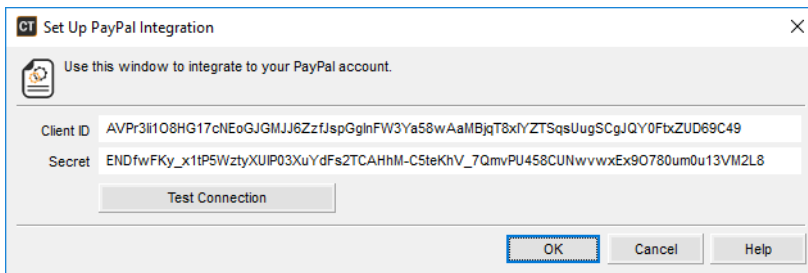 CT Set Up PayPal Integration
Use this window to integrate to your PayPal account.
Client ID AVPr3li1O8HG17cNEoGJGMJJ6ZzfJspGglnFW3Ya58wAaMBjqT8xlYZTSqsUugSCgJQY0FtxZUD69C49
Secret ENDfwFKy_x1tP5WztyXUlP03XuYdFs2TCAHhM-C5teKhV_7QmvPU458CUNwvwxEx9O780um0u13VM2L8
Test Connection
OK Cancel Help